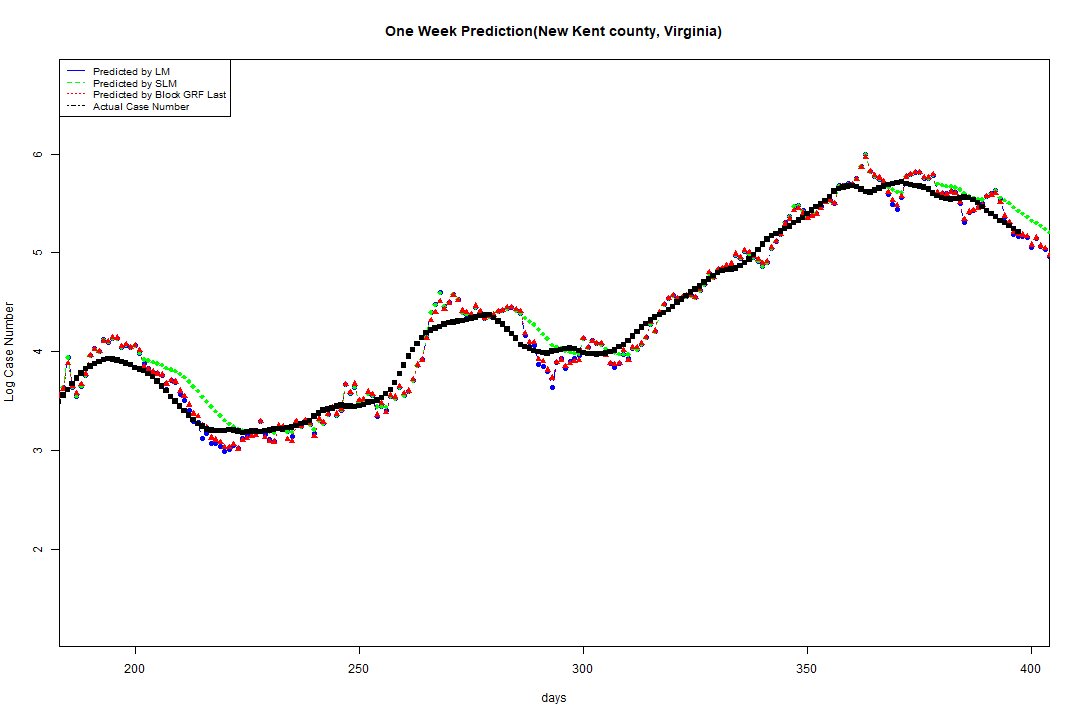 One Week Prediction(New Kent county, Virginia)
Predicted by LM
Predicted by SLM
Predicted by Block GRF Last
Actual Case Number
Log Case Number
6
5
4
3
2
200 250 300 350 400
days